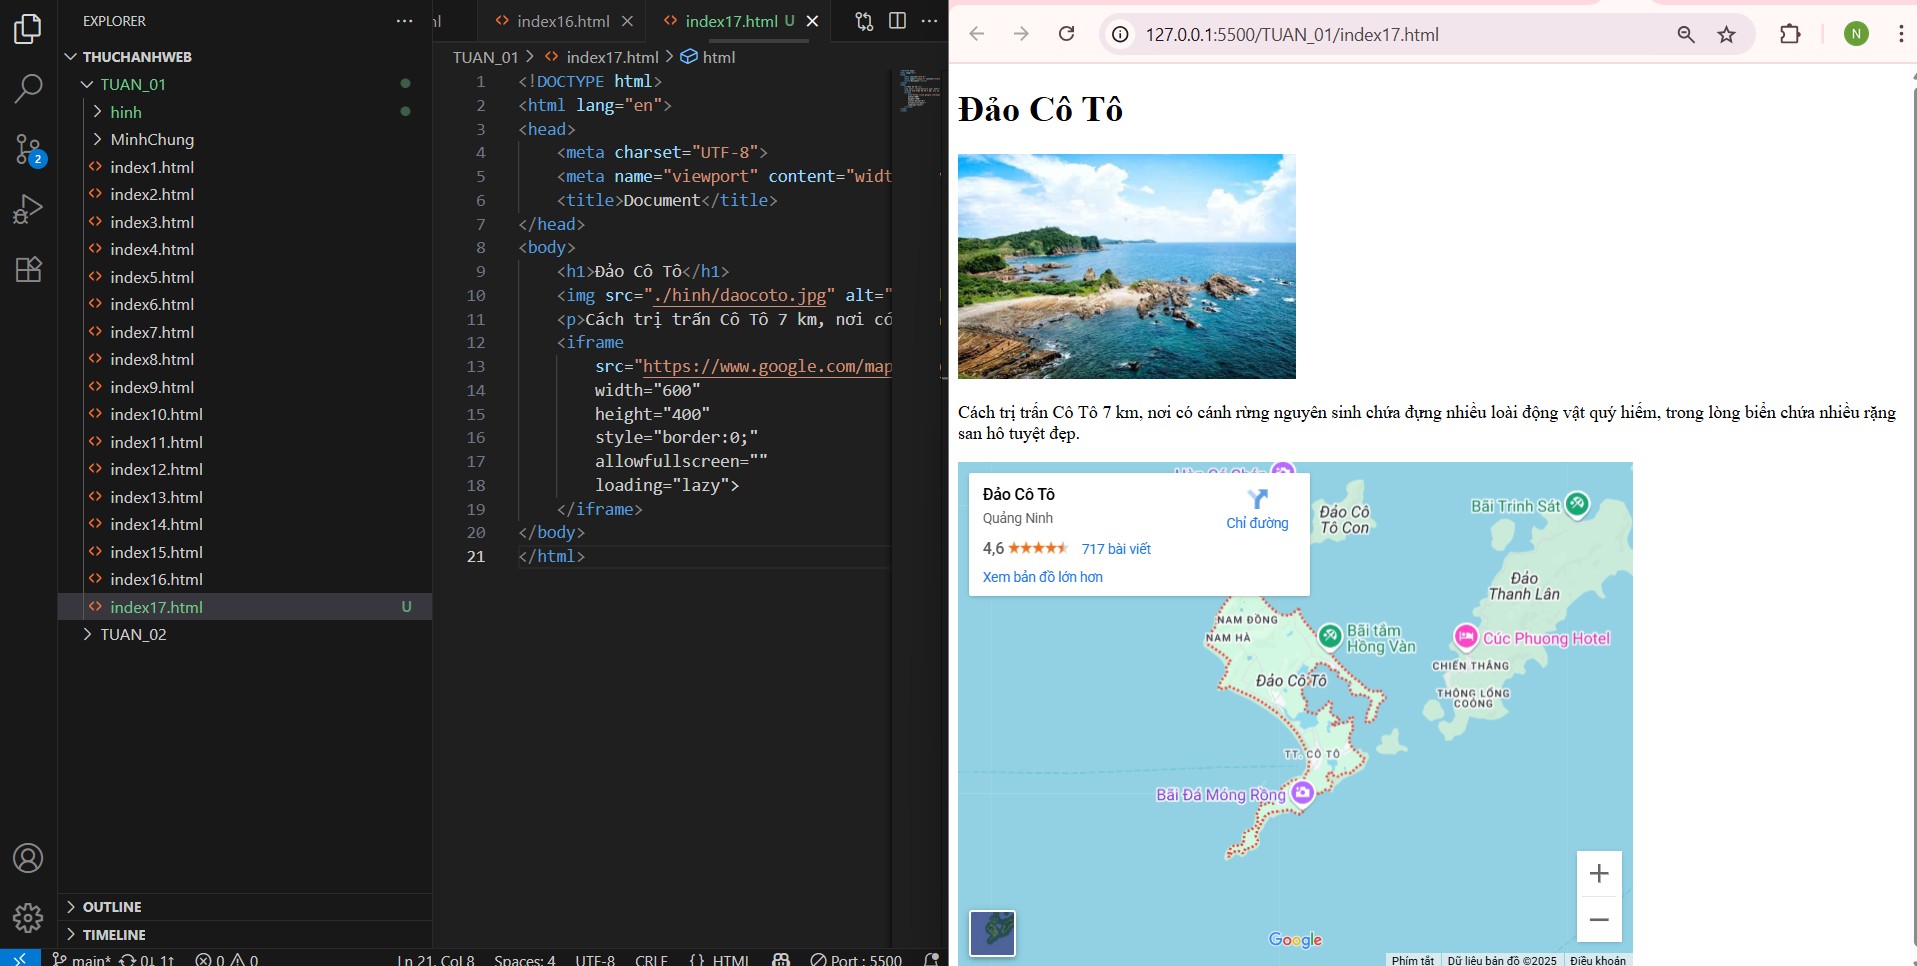 EXPLORER
THUCHANHWEB
TUAN_01
hinh
MinhChung
index1.html
index2.html
index3.html
index4.html
index5.html
index6.html
index7.html
index8.html
index9.html
index10.html
index11.html
index12.html
index13.html
index14.html
index15.html
index16.html
index17.html U
TUAN_02
OUTLINE
TIMELINE
2
index16.html
index17.html U
TUAN_01 > index17.html > html
1 <!DOCTYPE html>
2 <html lang="en">
3 <head>
4 <meta charset="UTF-8">
5 <meta name="viewport" content="widt
6 <title>Document</title>
7 </head>
8 <body>
9 <h1>Đảo Cô Tô</h1>
10 <img src="./hinh/daocoto.jpg" alt="
11 <p>Cách trị trấn Cô Tô 7 km, nơi có
12 <iframe
13 src="https://www.google.com/map
14 width="600"
15 height="400"
16 style="border:0;"
17 allowfullscreen=""
18 loading="lazy">
19 </iframe>
20 </body>
21 </html>
main* 0↓ 1↑ 0 0 Ln 21, Col 8 Spaces: 4 UTF-8 CRLF {} HTML Port : 5500
127.0.0.1:5500/TUAN_01/index17.html
N
Đảo Cô Tô
Cách trị trấn Cô Tô 7 km, nơi có cánh rừng nguyên sinh chứa đựng nhiều loài động vật quý hiếm, trong lòng biển chứa nhiều rặng
san hô tuyệt đẹp.
Đảo Cô Tô
Quảng Ninh
Chỉ đường
4,6 717 bài viết
Xem bản đồ lớn hơn
Đảo Cô
Tô Con
Bãi Trinh Sát
Đảo
Thanh Lân
NAM ĐỒNG
NAM HÀ
Bãi tắm
Hồng Vàn
Cúc Phuong Hotel
CHIẾN THẮNG
Đảo Cô Tô
THÔNG LỔNG
COÓNG
TT. CÔ TÔ
Bãi Đá Móng Rồng
Google
Phím tắt Dữ liệu bản đồ ©2025 Điều khoản